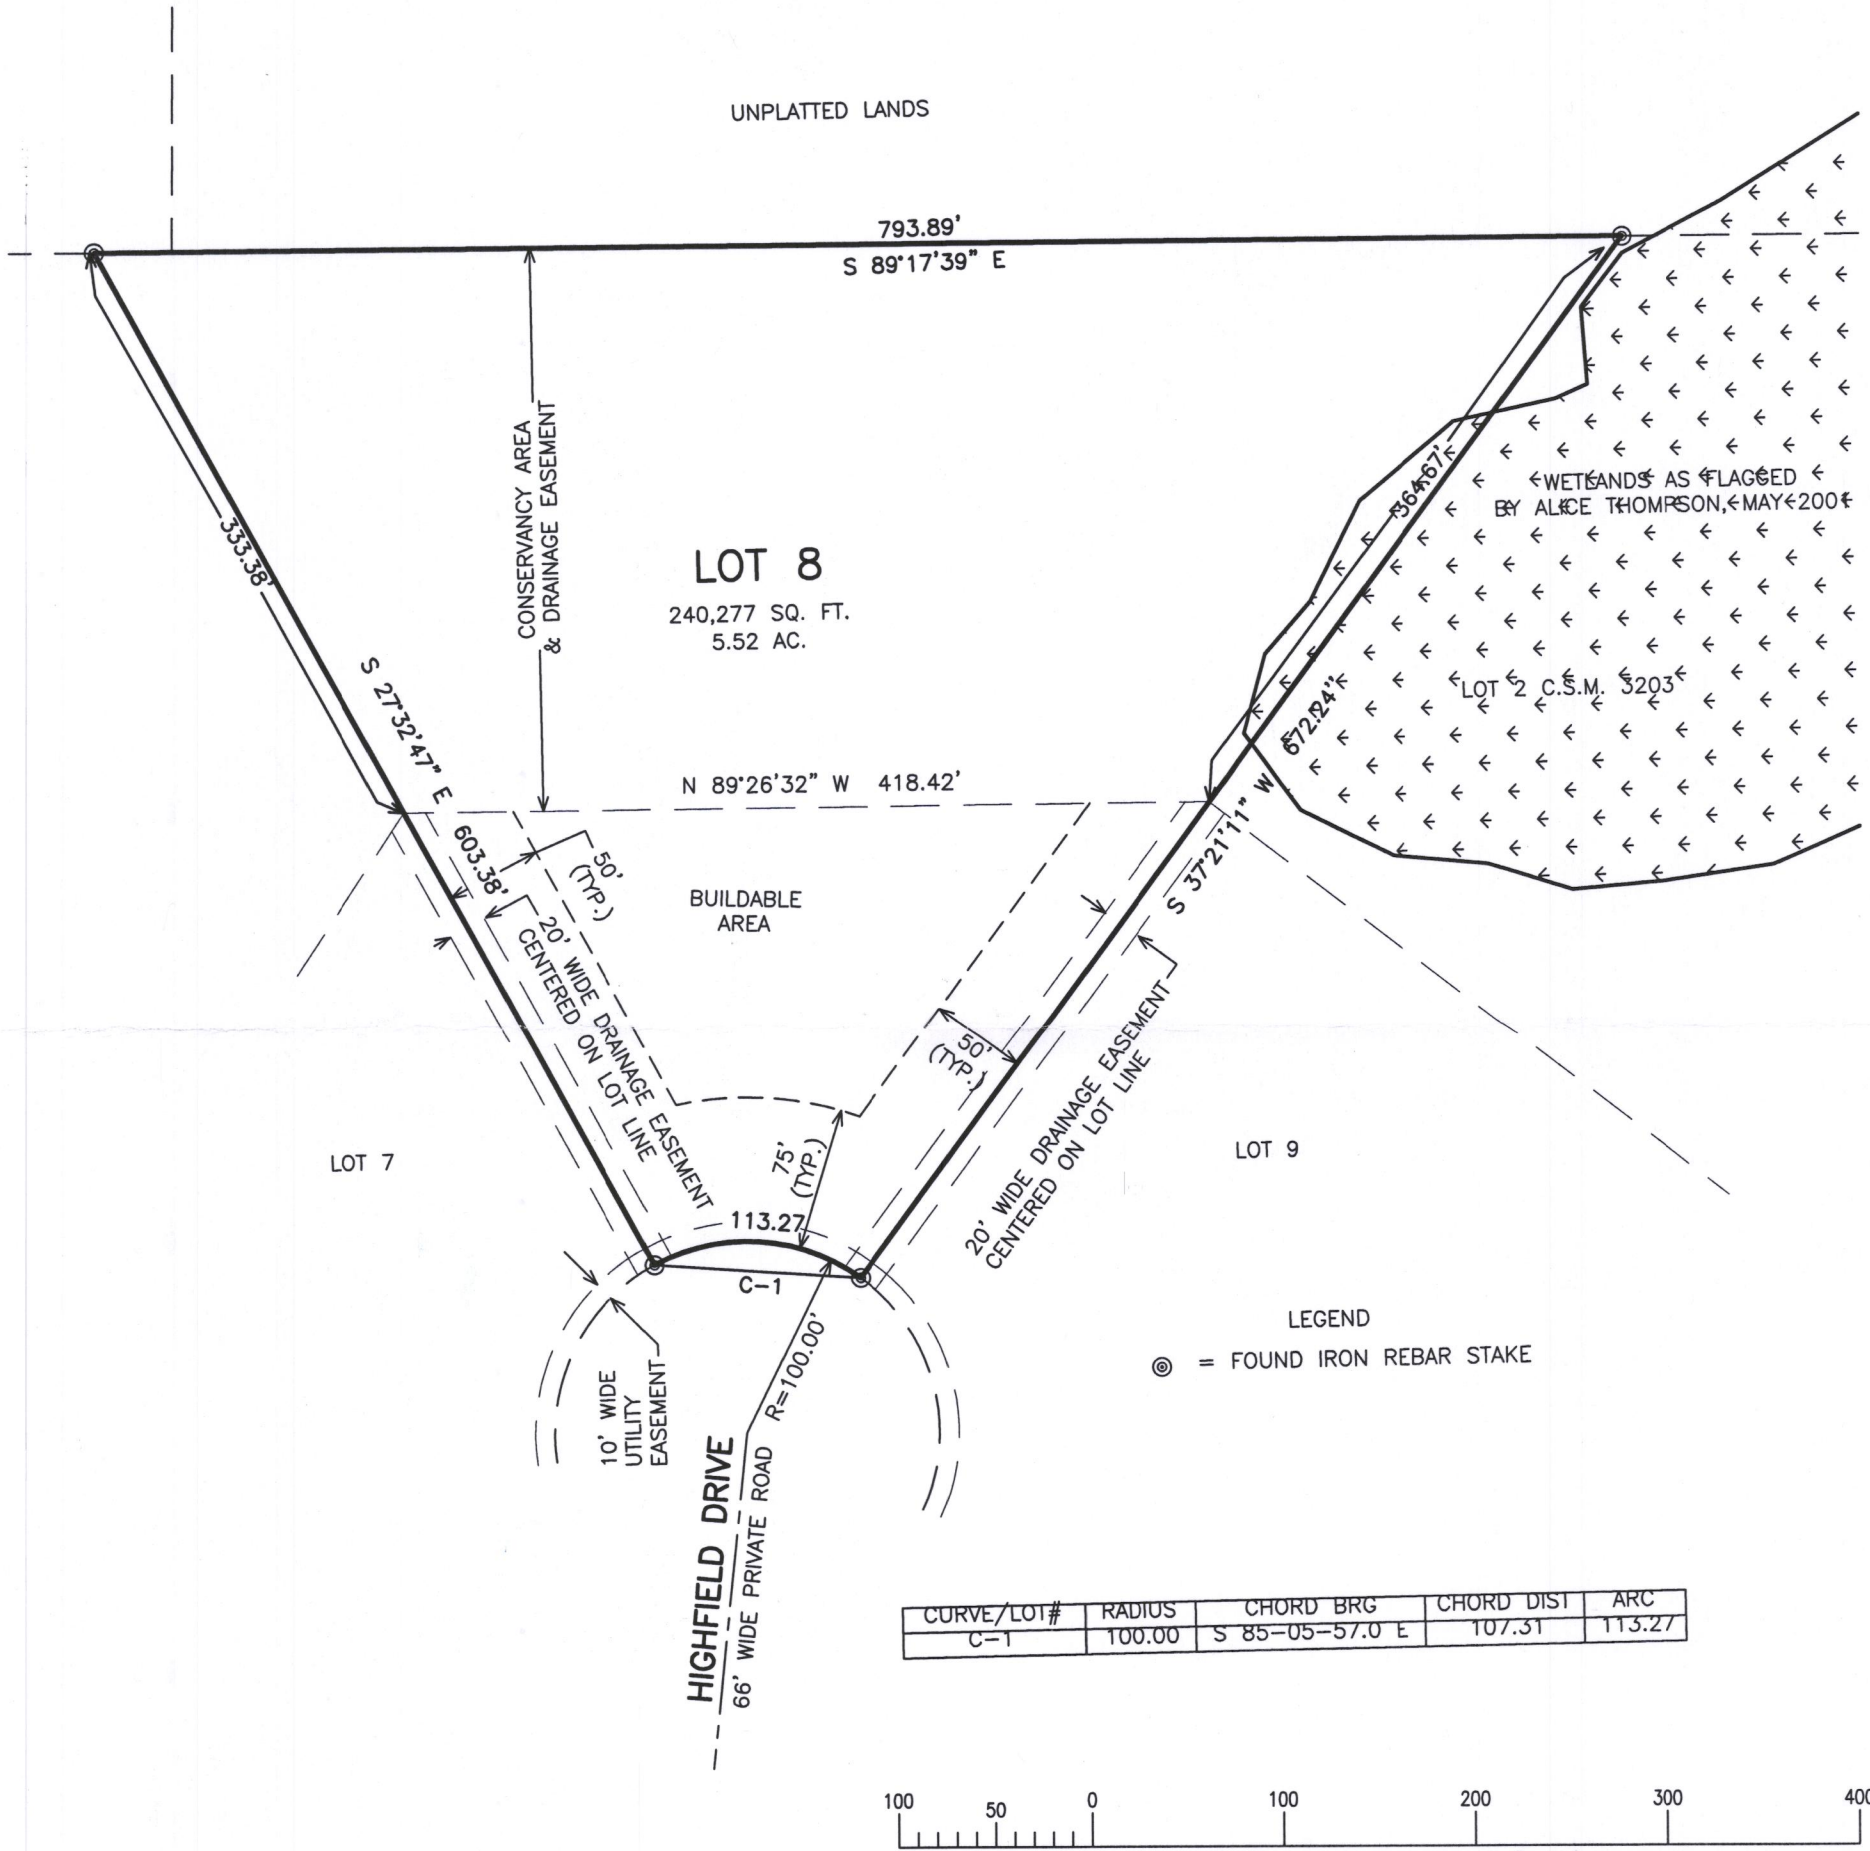 UNPLATTED LANDS
793.89'
S 89°17'39" E
CONSERVANCY AREA
& DRAINAGE EASEMENT
333.38'
LOT 8
240,277 SQ. FT.
5.52 AC.
364.67'
WETLANDS AS FLAGGED
BY ALICE THOMPSON, MAY 2001
LOT 2 C.S.M. 3203
672.24"
S 37°21'11" W
S 27°32'47" E
603.38'
N 89°26'32" W 418.42'
50'
(TYP.)
BUILDABLE
AREA
20' WIDE DRAINAGE EASEMENT
CENTERED ON LOT LINE
50'
(TYP.)
20' WIDE DRAINAGE EASEMENT
CENTERED ON LOT LINE
LOT 7
75'
(TYP.)
LOT 9
113.27
C-1
R=100.00'
10' WIDE
UTILITY
EASEMENT
HIGHFIELD DRIVE
66' WIDE PRIVATE ROAD
LEGEND
= FOUND IRON REBAR STAKE
CURVE/LOT# RADIUS CHORD BRG CHORD DIST ARC
C-1 100.00 S 85-05-57.0 E 107.31 113.27
100 50 0 100 200 300 400